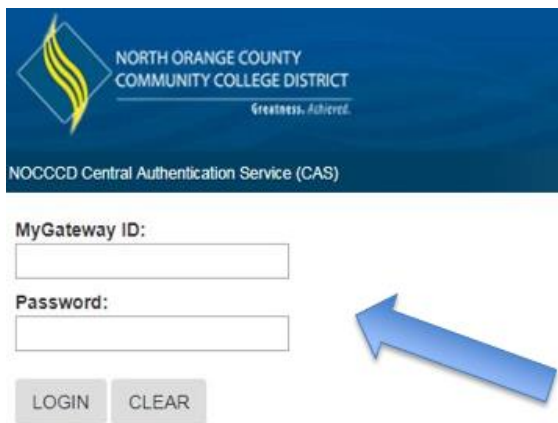 NORTH ORANGE COUNTY
COMMUNITY COLLEGE DISTRICT
Greatness. Achieved.
NOCCCD Central Authentication Service (CAS)
MyGateway ID:
Password:
LOGIN CLEAR